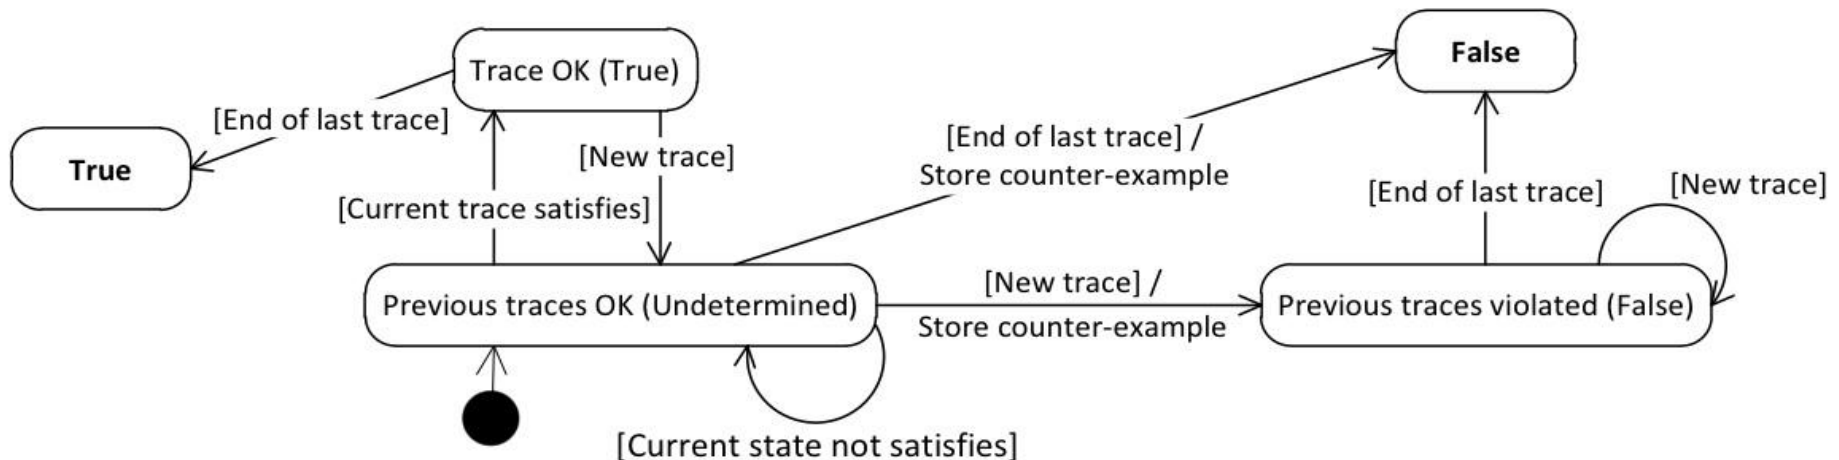 Trace OK (True)
False
[End of last trace]
[End of last trace] /
Store counter-example
True
[New trace]
[Current trace satisfies]
[End of last trace]
[New trace]
Previous traces OK (Undetermined)
[New trace] /
Store counter-example
Previous traces violated (False)
[Current state not satisfies]